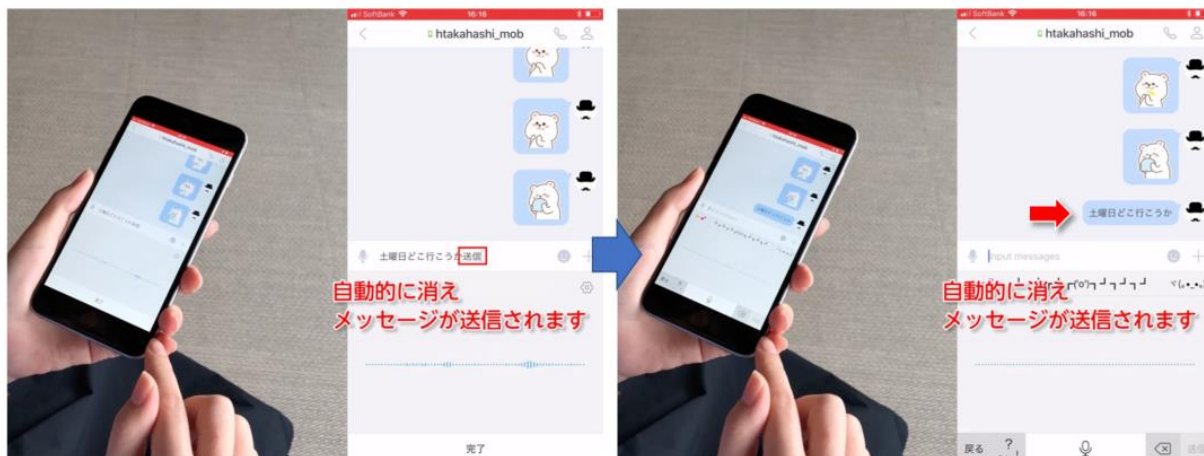 SoftBank 16:16
htakahashi_mob
土曜日どこ行こうか送信
自動的に消え
メッセージが送信されます
完了
SoftBank 16:16
htakahashi_mob
土曜日どこ行こうか
Input messages
自動的に消え
メッセージが送信されます
戻る ?
送信